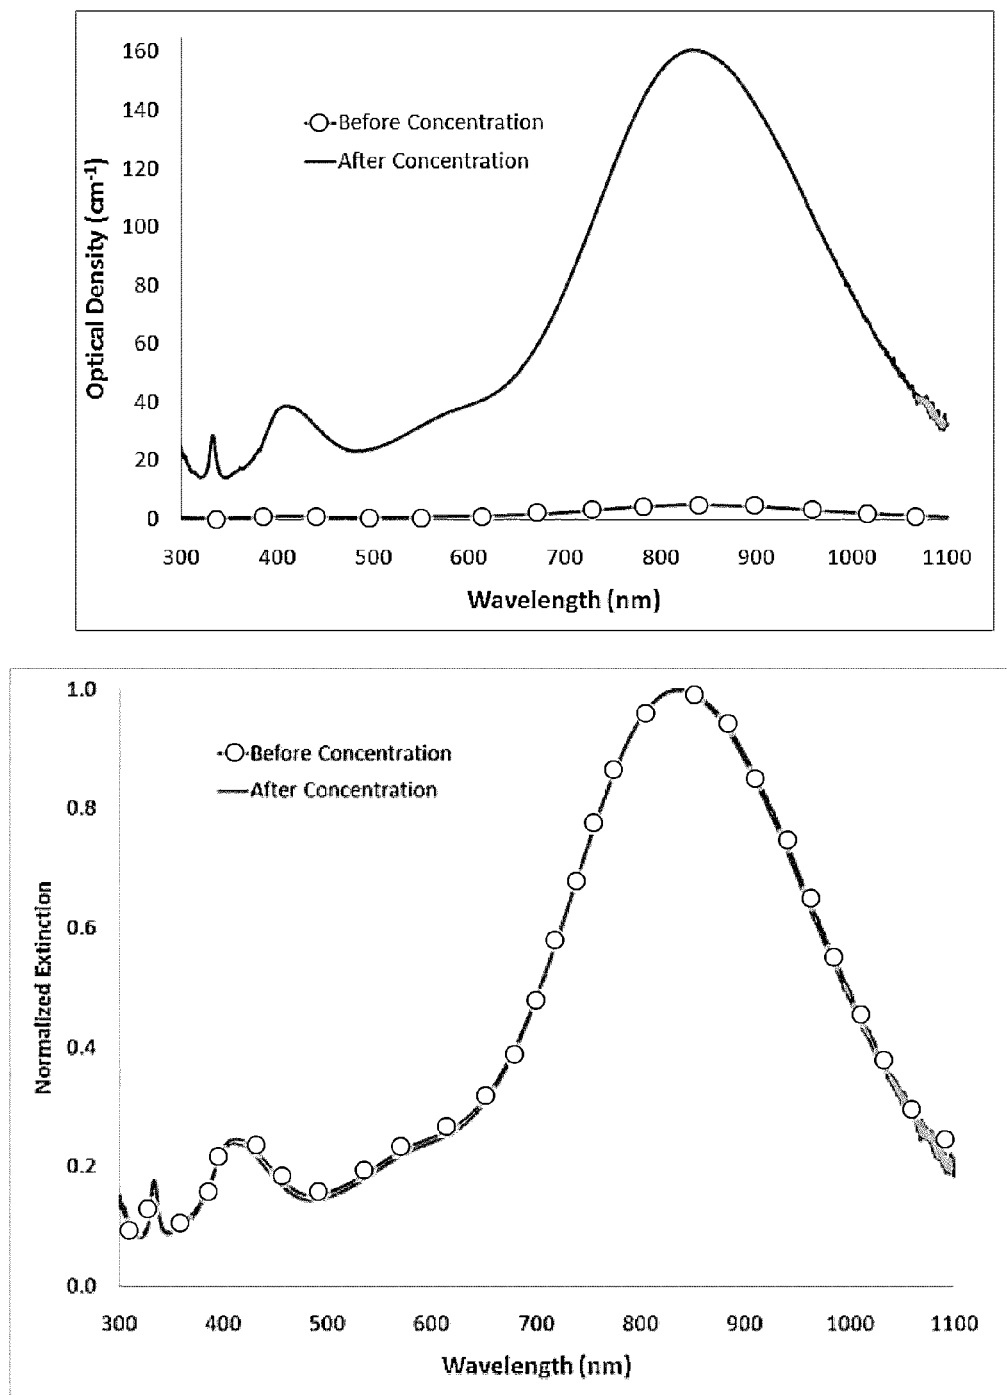 160
140
120
100
80
60
40
20
0
Optical Density (cm-1)
Before Concentration
After Concentration
300 400 500 600 700 800 900 1000 1100
Wavelength (nm)
1.0
0.8
0.6
0.4
0.2
0.0
Normalized Extinction
Before Concentration
After Concentration
300 400 500 600 700 800 900 1000 1100
Wavelength (nm)